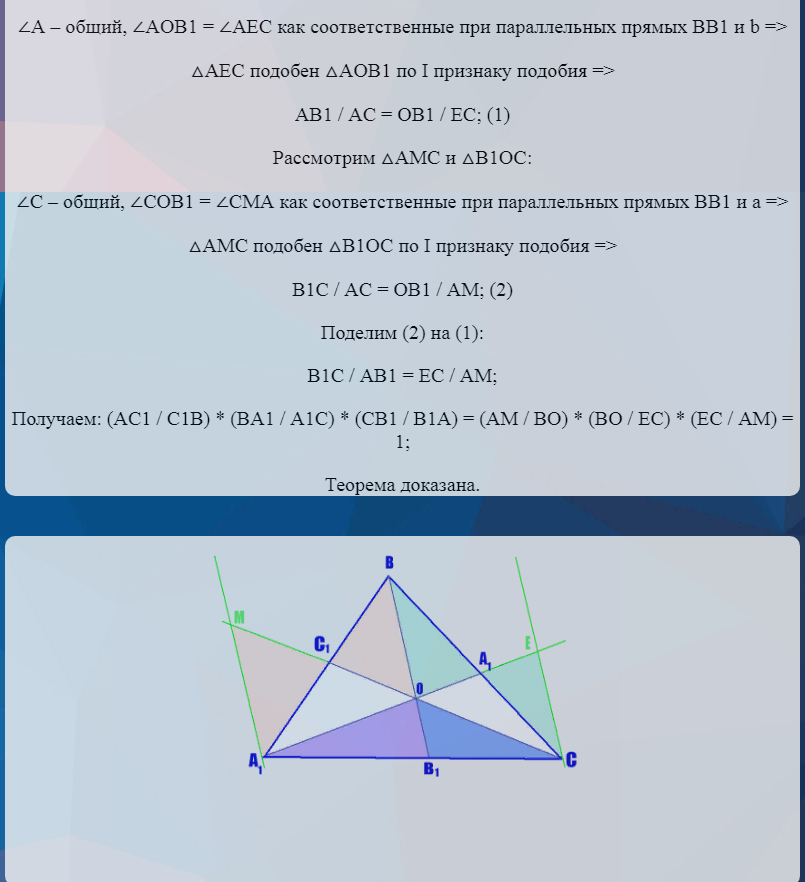 ∠A – общий, ∠AOB1 = ∠AEC как соответственные при параллельных прямых BB1 и b =>
△AEC подобен △AOB1 по I признаку подобия =>
AB1 / AC = OB1 / EC; (1)
Рассмотрим △AMC и △B1OC:
∠C – общий, ∠COB1 = ∠CMA как соответственные при параллельных прямых BB1 и a =>
△AMC подобен △B1OC по I признаку подобия =>
B1C / AC = OB1 / AM; (2)
Поделим (2) на (1):
B1C / AB1 = EC / AM;
Получаем: (AC1 / C1B) * (BA1 / A1C) * (CB1 / B1A) = (AM / BO) * (BO / EC) * (EC / AM) =
1;
Теорема доказана.
B
M
C₁
E
A₁
O
A₁
B₁
C